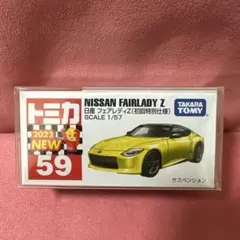 トミカ
2022
NEW
59
NISSAN FAIRLADY Z
日産 フェアレディZ(初回特別仕様)
SCALE 1/57
TAKARA
TOMY
サスペンション